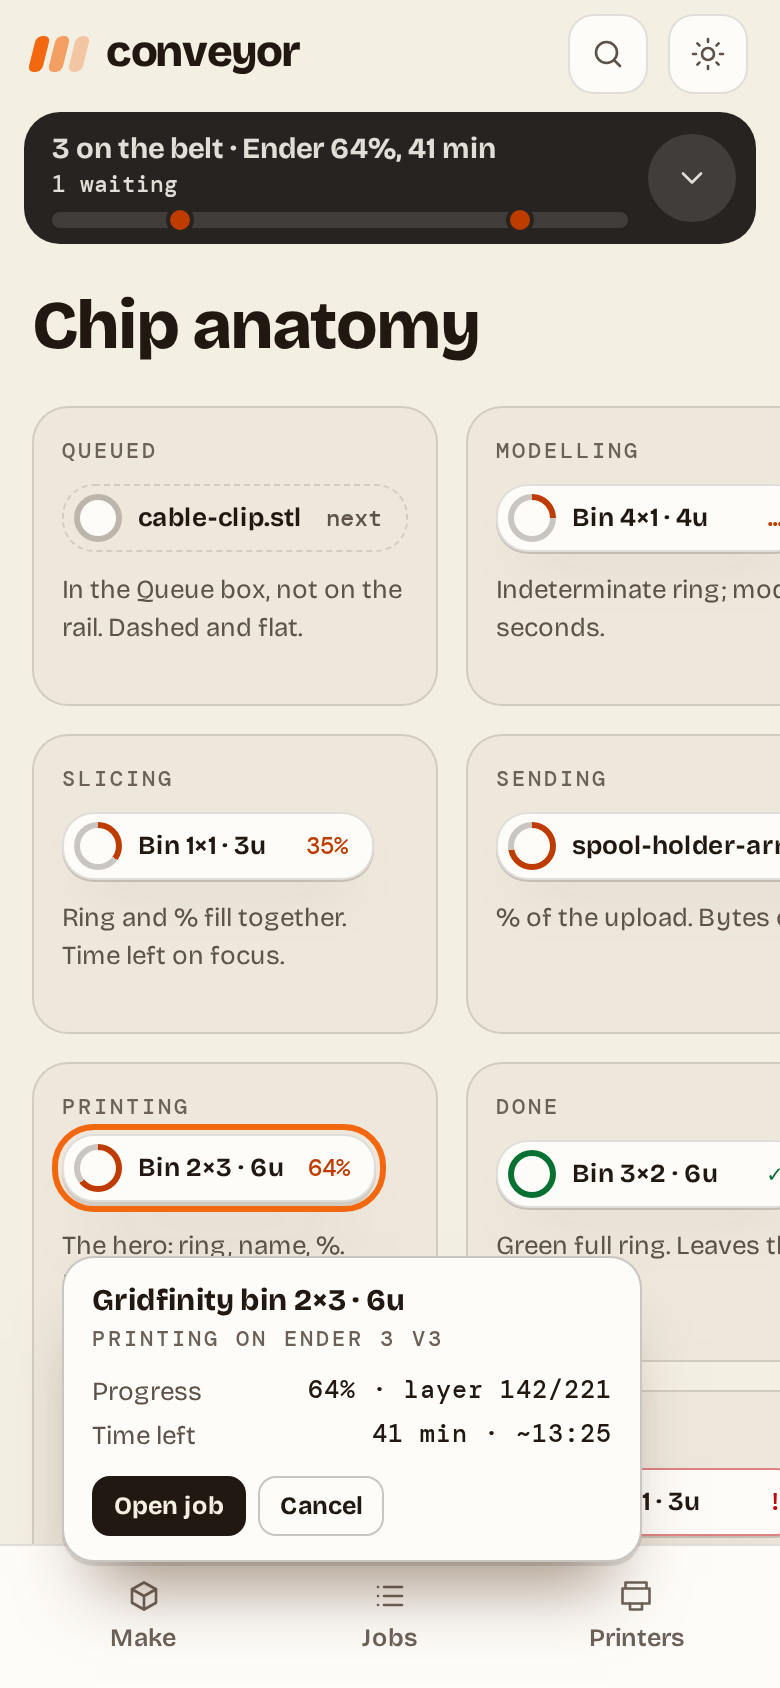 conveyor
3 on the belt · Ender 64%, 41 min
1 waiting
Chip anatomy
QUEUED
cable-clip.stl next
In the Queue box, not on the
rail. Dashed and flat.
MODELLING
Bin 4×1 · 4u …
Indeterminate ring;
seconds.
SLICING
Bin 1×1 · 3u 35%
Ring and % fill together.
Time left on focus.
SENDING
spool-holder-
% of the upload. Bytes
PRINTING
Bin 2×3 · 6u 64%
The hero: ring, name, %.
DONE
Bin 3×2 · 6u ✓
Green full ring. Leaves
Gridfinity bin 2×3 · 6u
PRINTING ON ENDER 3 V3
Progress 64% · layer 142/221
Time left 41 min · ~13:25
Open job Cancel
1 · 3u !
Make Jobs Printers